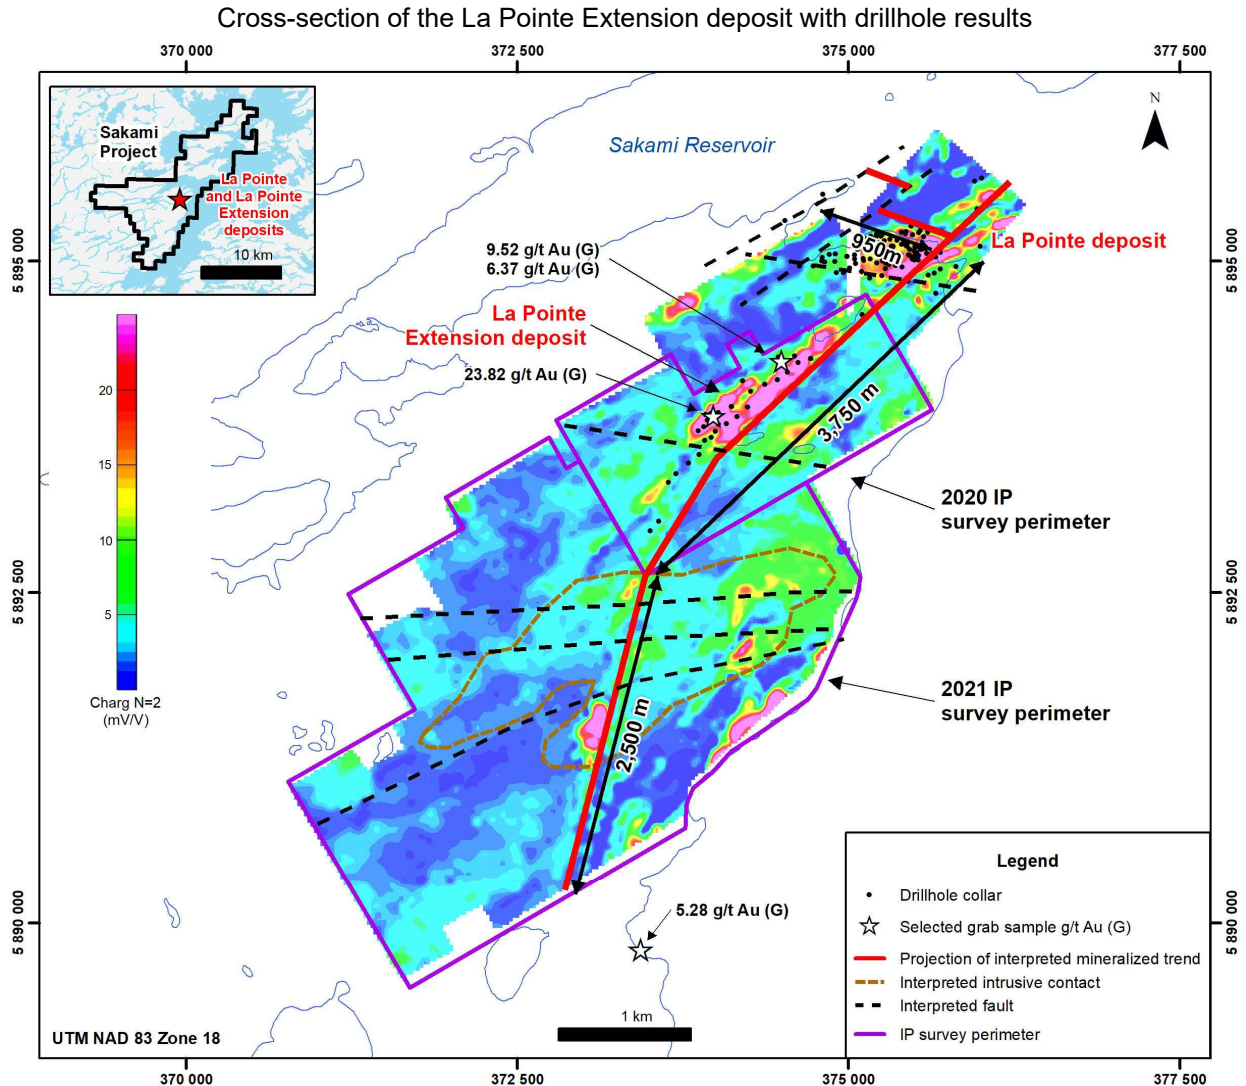 Cross-section of the La Pointe Extension deposit with drillhole results
370 000
372 500
375 000
377 500
N
Sakami
Project
La Pointe
and La Pointe
Extension
deposits
10 km
Sakami Reservoir
5 895 000
5 895 000
950m
La Pointe deposit
9.52 g/t Au (G)
6.37 g/t Au (G)
La Pointe
Extension deposit
23.82 g/t Au (G)
3,750 m
20
15
10
5
Charg N=2
(mV/V)
2020 IP
survey perimeter
5 892 500
5 892 500
2021 IP
survey perimeter
2,500 m
5.28 g/t Au (G)
5 890 000
5 890 000
Legend
Drillhole collar
Selected grab sample g/t Au (G)
Projection of interpreted mineralized trend
Interpreted intrusive contact
Interpreted fault
IP survey perimeter
1 km
UTM NAD 83 Zone 18
370 000
372 500
375 000
377 500